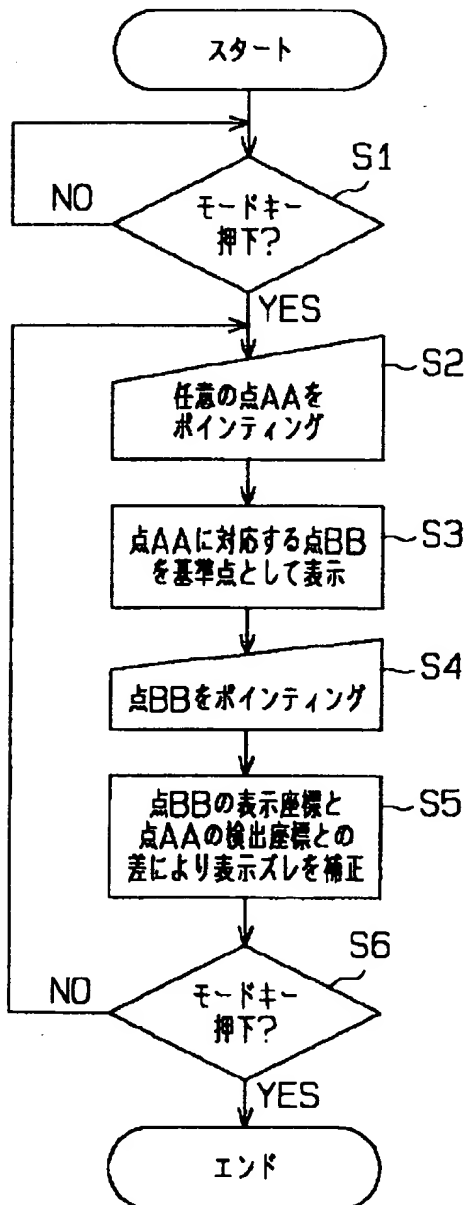 スタート
S1
NO
モードキー
押下?
YES
S2
任意の点AAを
ポインティング
S3
点AAに対応する点BB
を基準点として表示
S4
点BBをポインティング
S5
点BBの表示座標と
点AAの検出座標との
差により表示ズレを補正
S6
NO
モードキー
押下?
YES
エンド